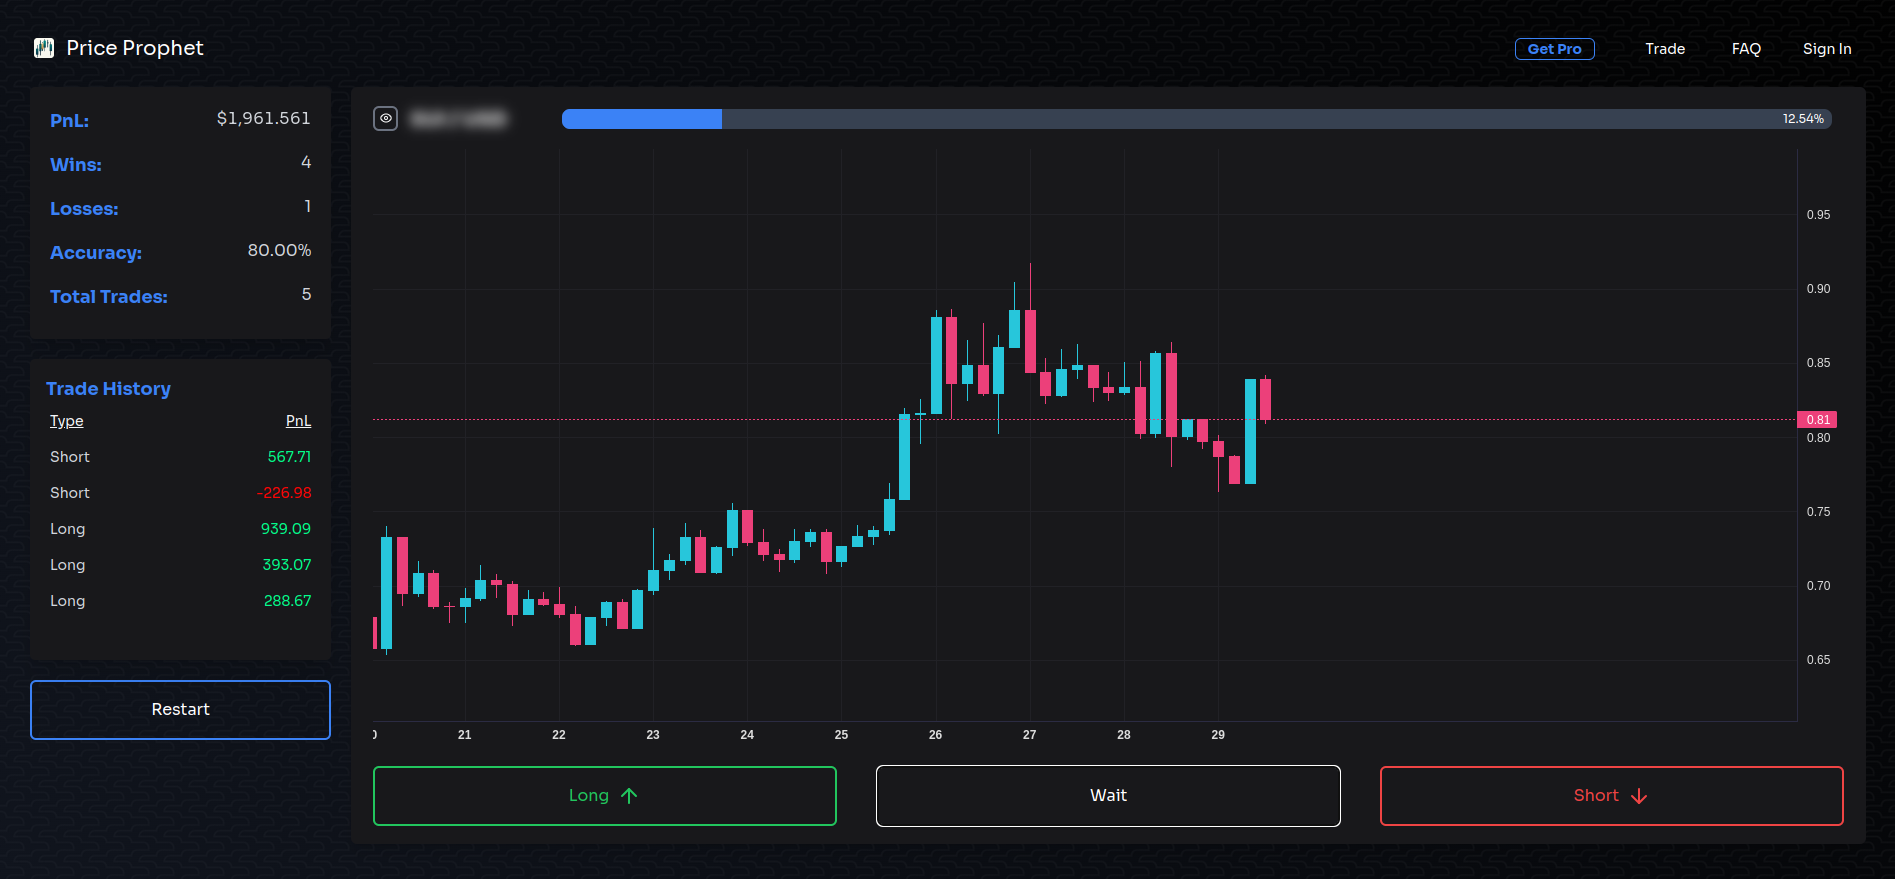 Price Prophet
Get Pro Trade FAQ Sign In
PnL: $1,961.561
Wins: 4
Losses: 1
Accuracy: 80.00%
Total Trades: 5
Trade History
Type PnL
Short 567.71
Short -226.98
Long 939.09
Long 393.07
Long 288.67
Restart
12.54%
0.95
0.90
0.85
0.81
0.80
0.75
0.70
0.65
0 21 22 23 24 25 26 27 28 29
Long Wait Short